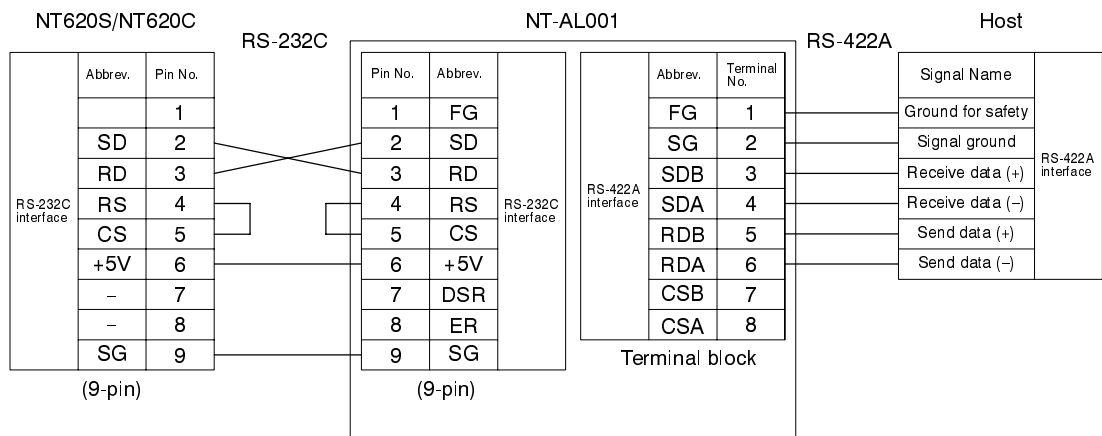 NT620S/NT620C NT-AL001 Host
RS-232C RS-422A
Abbrev. Pin No. Pin No. Abbrev. Abbrev. Terminal No. Signal Name
1 1 FG FG 1 Ground for safety
SD 2 2 SD SG 2 Signal ground
RD 3 3 RD SDB 3 Receive data (+)
RS 4 4 RS SDA 4 Receive data (–)
CS 5 5 CS RDB 5 Send data (+)
+5V 6 6 +5V RDA 6 Send data (–)
– 7 7 DSR CSB 7
– 8 8 ER CSA 8
SG 9 9 SG
RS-232C interface RS-232C interface RS-422A interface RS-422A interface
Terminal block
(9-pin) (9-pin)